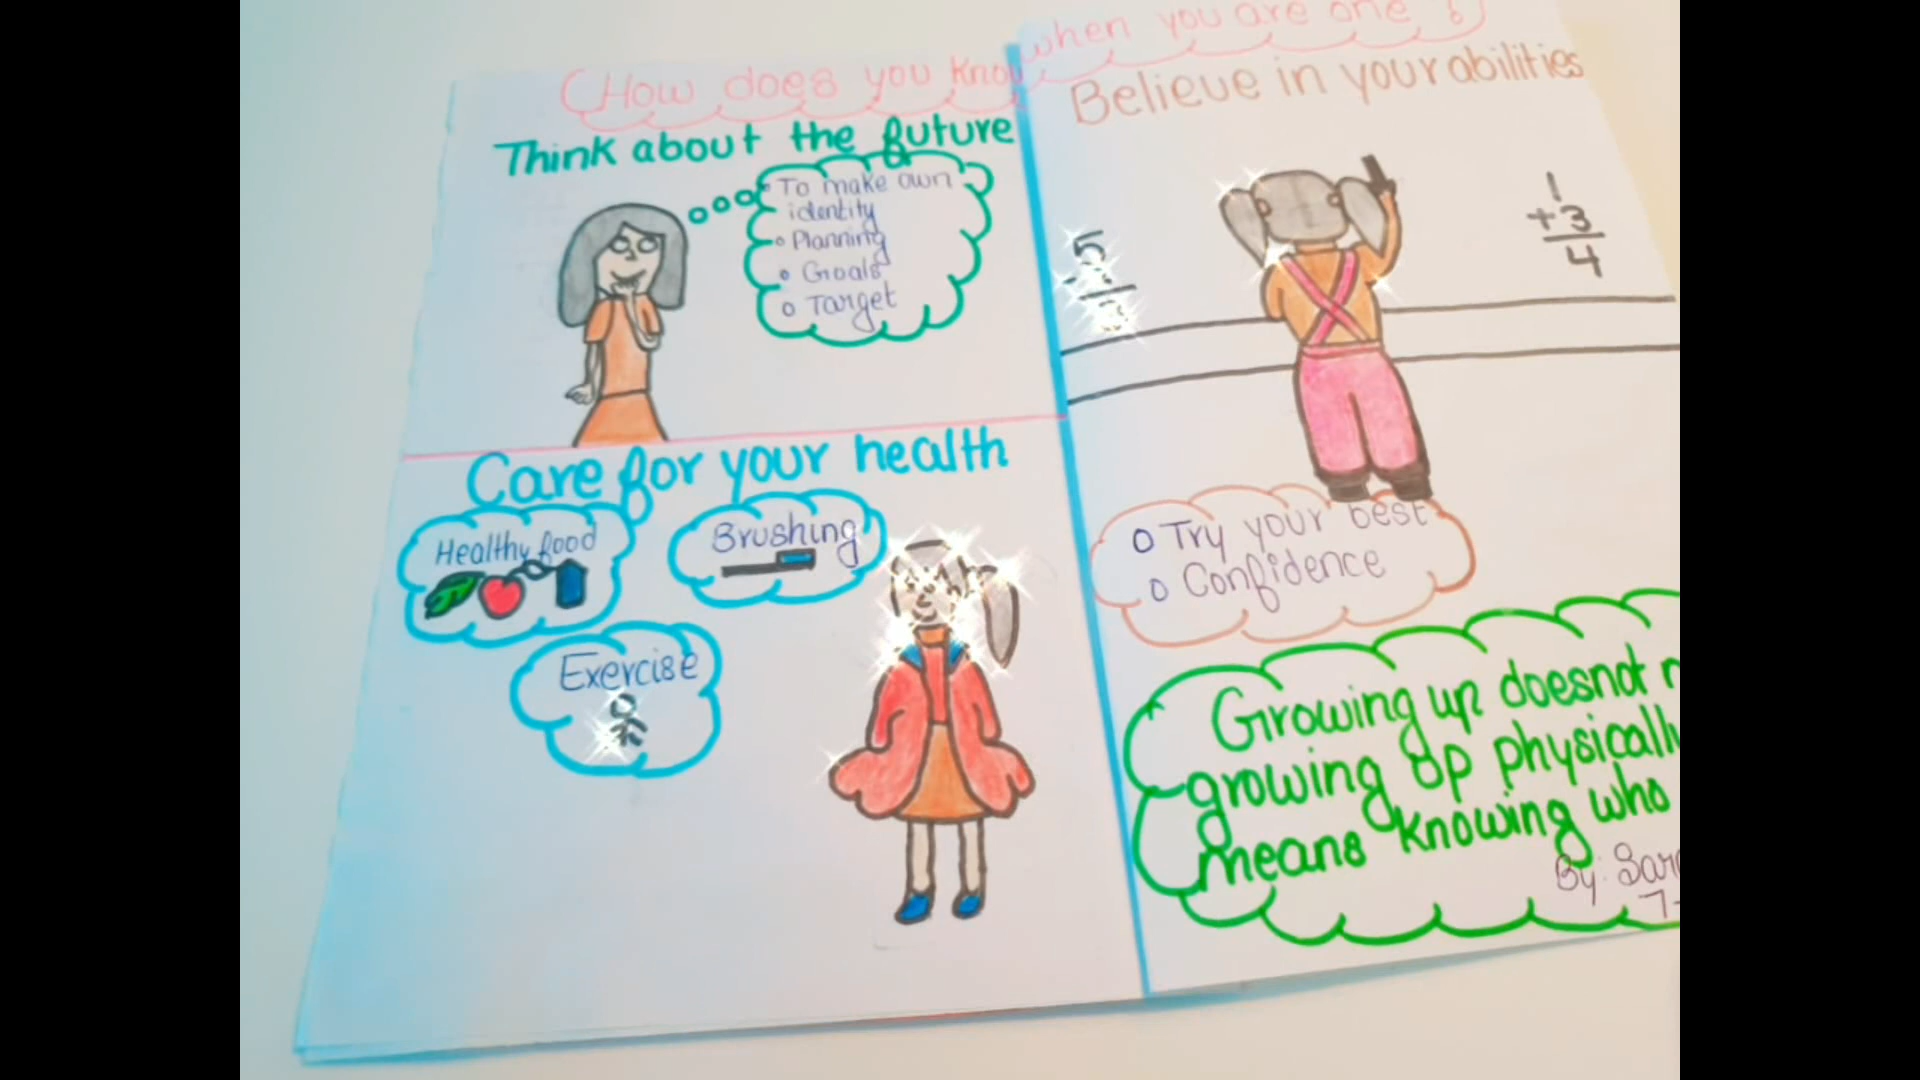 How does you know when you are one
Think about the future
To make own
identity
Planning
Goals
Target
Care for your health
Healthy food
Brushing
Exercise
Believe in your abilities
5
1
+3
4
Try your best
Confidence
Growing up doesnot
growing up physically
means knowing who
By: